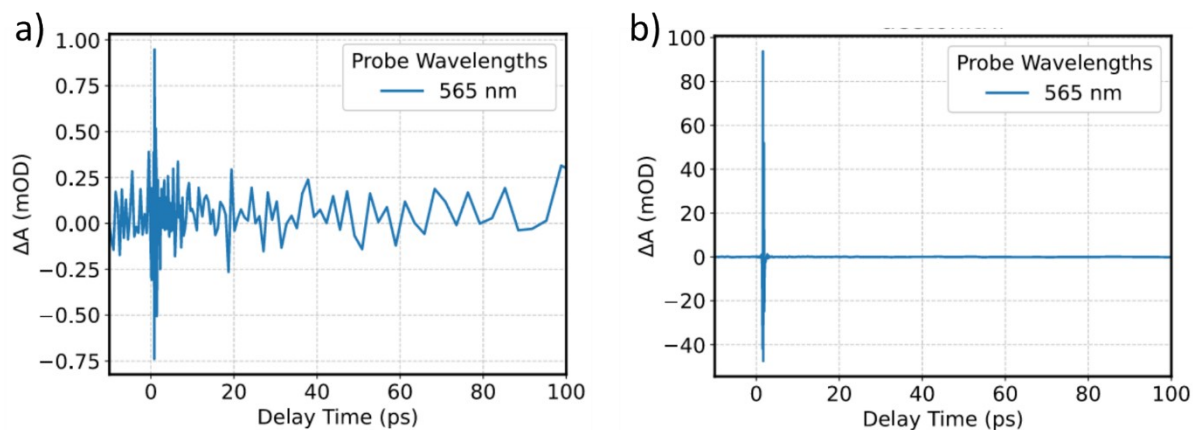 a)
1.00
0.75
0.50
0.25
0.00
−0.25
−0.50
−0.75
ΔA (mOD)
Probe Wavelengths
565 nm
0 20 40 60 80 100
Delay Time (ps)
b)
100
80
60
40
20
0
−20
−40
ΔA (mOD)
Probe Wavelengths
565 nm
0 20 40 60 80 100
Delay Time (ps)